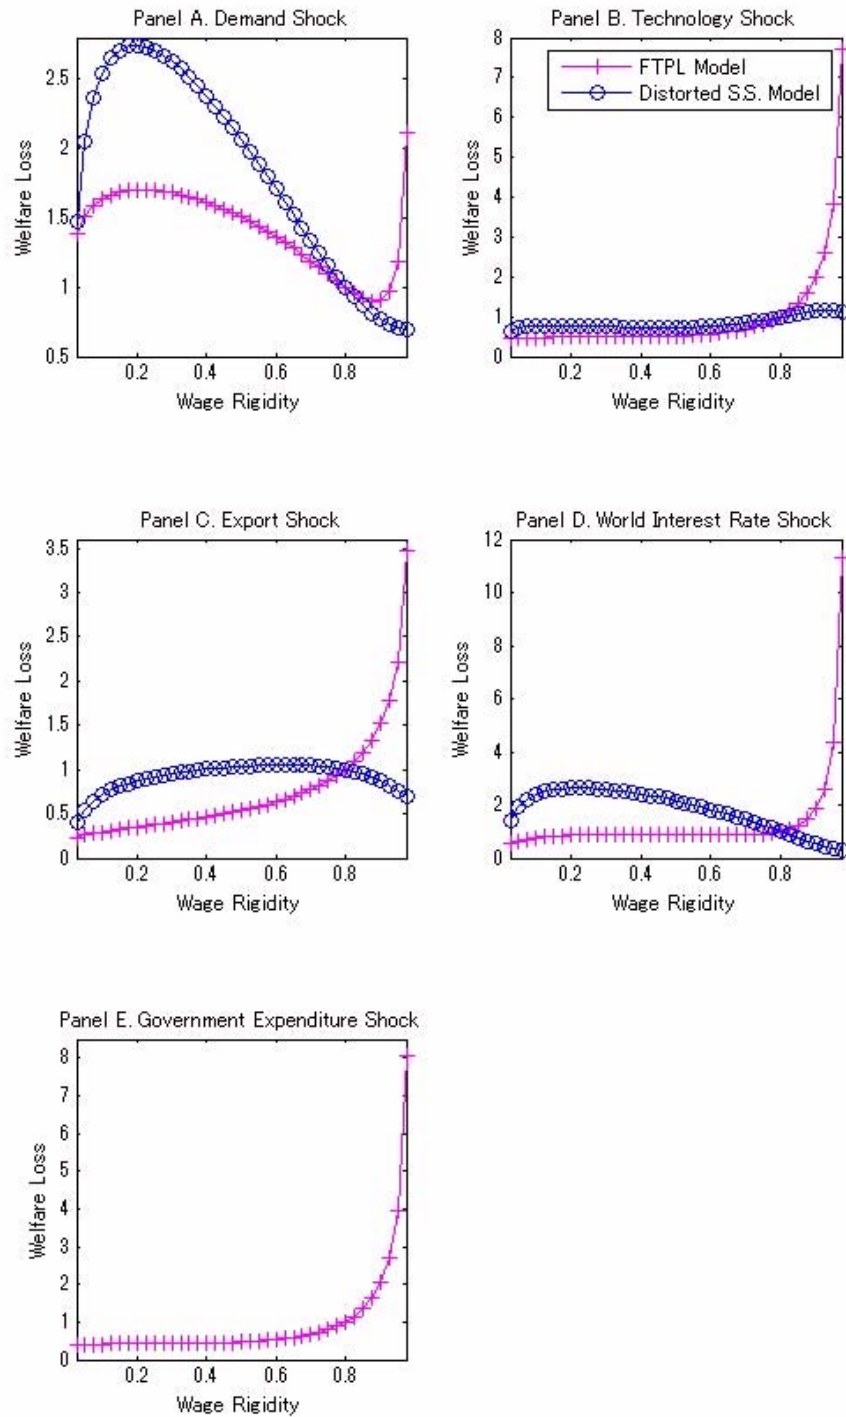 Panel A. Demand Shock
2.5
2
1.5
1
0.5
Welfare Loss
0.2 0.4 0.6 0.8
Wage Rigidity
Panel B. Technology Shock
FTPL Model
Distorted S.S. Model
8
7
6
5
4
3
2
1
0
Welfare Loss
0.2 0.4 0.6 0.8
Wage Rigidity
Panel C. Export Shock
3.5
3
2.5
2
1.5
1
0.5
0
Welfare Loss
0.2 0.4 0.6 0.8
Wage Rigidity
Panel D. World Interest Rate Shock
12
10
8
6
4
2
0
Welfare Loss
0.2 0.4 0.6 0.8
Wage Rigidity
Panel E. Government Expenditure Shock
8
7
6
5
4
3
2
1
0
Welfare Loss
0.2 0.4 0.6 0.8
Wage Rigidity